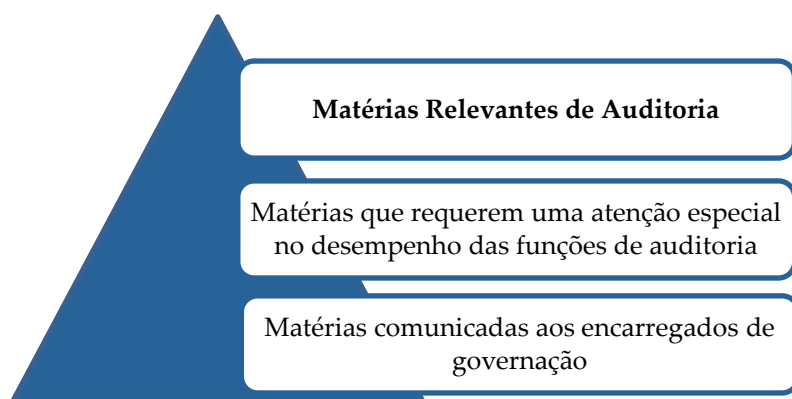 Matérias Relevantes de Auditoria
Matérias que requerem uma atenção especial
no desempenho das funções de auditoria
Matérias comunicadas aos encarregados de
governação